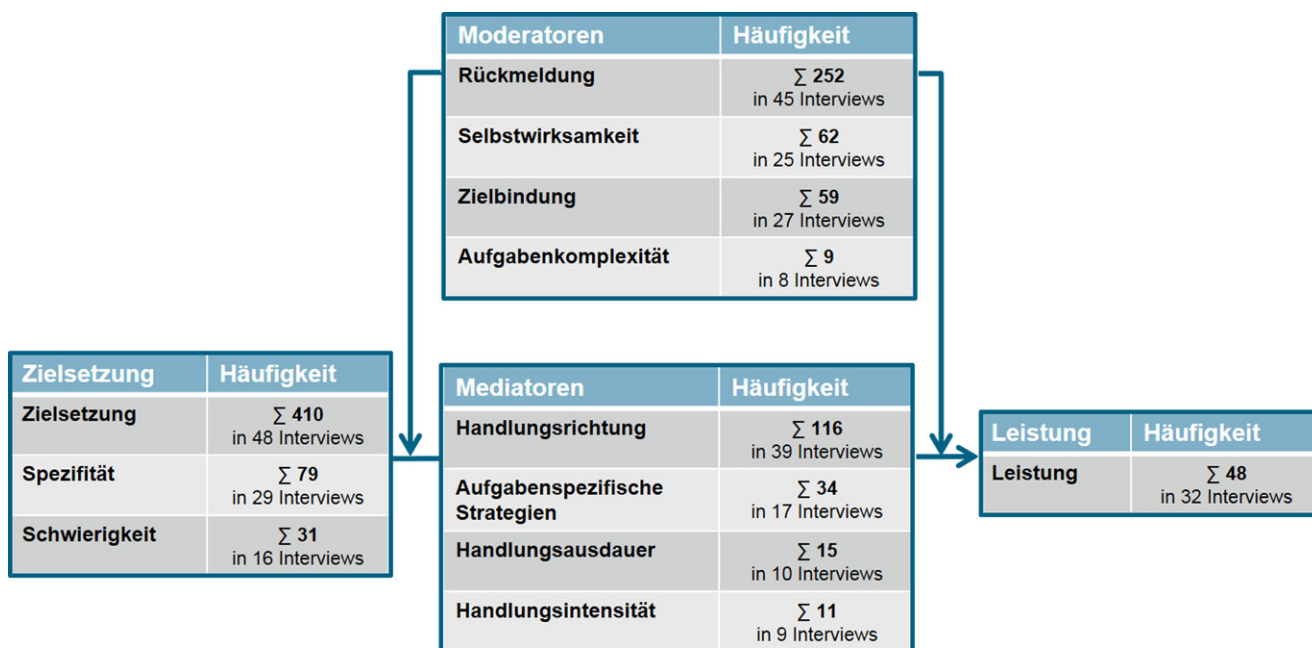 Moderatoren Häufigkeit
Rückmeldung ∑ 252
in 45 Interviews
Selbstwirksamkeit ∑ 62
in 25 Interviews
Zielbindung ∑ 59
in 27 Interviews
Aufgabenkomplexität ∑ 9
in 8 Interviews
Zielsetzung Häufigkeit
Zielsetzung ∑ 410
in 48 Interviews
Spezifität ∑ 79
in 29 Interviews
Schwierigkeit ∑ 31
in 16 Interviews
Mediatoren Häufigkeit
Handlungsrichtung ∑ 116
in 39 Interviews
Aufgabenspezifische ∑ 34
Strategien in 17 Interviews
Handlungsausdauer ∑ 15
in 10 Interviews
Handlungsintensität ∑ 11
in 9 Interviews
Leistung Häufigkeit
Leistung ∑ 48
in 32 Interviews